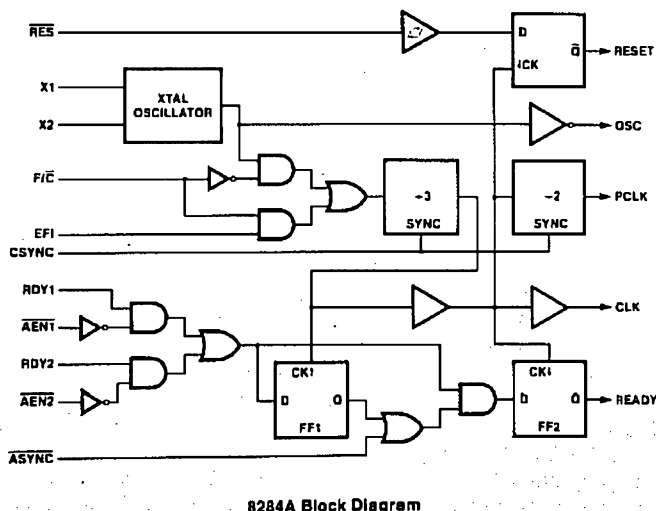 RES
D
Q
RESET
CK
X1
X2
XTAL
OSCILLATOR
OSC
F/C
÷3
SYNC
÷2
SYNC
PCLK
EFI
CSYNC
RDY1
AEN1
CLK
RDY2
AEN2
CK
D
Q
FF1
CK
D
Q
FF2
READY
ASYNC
8284A Block Diagram